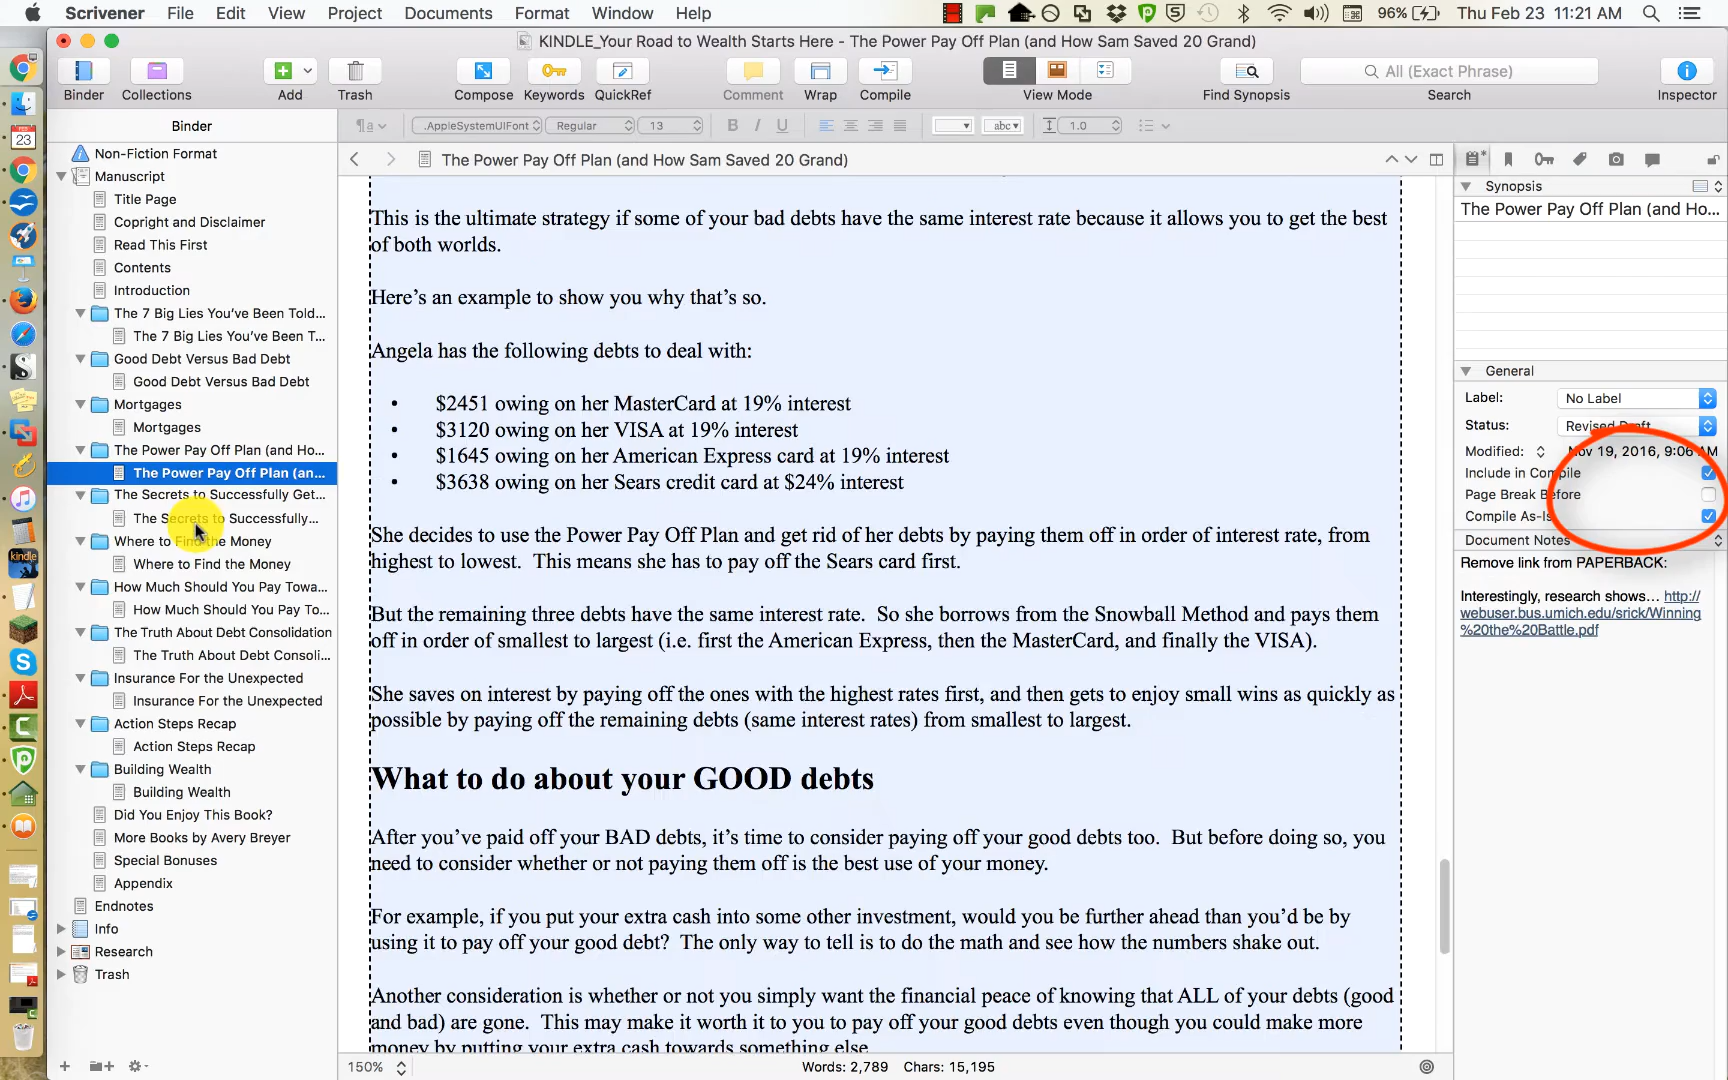 Scrivener File Edit View Project Documents Format Window Help 96% Thu Feb 23 11:21 AM
KINDLE_Your Road to Wealth Starts Here - The Power Pay Off Plan (and How Sam Saved 20 Grand)
Binder Collections Add Trash Compose Keywords QuickRef Comment Wrap Compile View Mode Find Synopsis All (Exact Phrase) Search Inspector
Binder
.AppleSystemUIFont Regular 13 B I U abc 1.0
Non-Fiction Format
Manuscript
Title Page
Copright and Disclaimer
Read This First
Contents
Introduction
The 7 Big Lies You've Been Told...
The 7 Big Lies You've Been T...
Good Debt Versus Bad Debt
Good Debt Versus Bad Debt
Mortgages
Mortgages
The Power Pay Off Plan (and Ho...
The Power Pay Off Plan (an...
The Secrets to Successfully Get...
The Secrets to Successfully...
Where to Find the Money
Where to Find the Money
How Much Should You Pay Towa...
How Much Should You Pay To...
The Truth About Debt Consolidation
The Truth About Debt Consoli...
Insurance For the Unexpected
Insurance For the Unexpected
Action Steps Recap
Action Steps Recap
Building Wealth
Building Wealth
Did You Enjoy This Book?
More Books by Avery Breyer
Special Bonuses
Appendix
Endnotes
Info
Research
Trash
The Power Pay Off Plan (and How Sam Saved 20 Grand)
This is the ultimate strategy if some of your bad debts have the same interest rate because it allows you to get the best
of both worlds.
Here's an example to show you why that's so.
Angela has the following debts to deal with:
• $2451 owing on her MasterCard at 19% interest
• $3120 owing on her VISA at 19% interest
• $1645 owing on her American Express card at 19% interest
• $3638 owing on her Sears credit card at $24% interest
She decides to use the Power Pay Off Plan and get rid of her debts by paying them off in order of interest rate, from
highest to lowest.  This means she has to pay off the Sears card first.
But the remaining three debts have the same interest rate.  So she borrows from the Snowball Method and pays them
off in order of smallest to largest (i.e. first the American Express, then the MasterCard, and finally the VISA).
She saves on interest by paying off the ones with the highest rates first, and then gets to enjoy small wins as quickly as
possible by paying off the remaining debts (same interest rates) from smallest to largest.
What to do about your GOOD debts
After you've paid off your BAD debts, it's time to consider paying off your good debts too.  But before doing so, you
need to consider whether or not paying them off is the best use of your money.
For example, if you put your extra cash into some other investment, would you be further ahead than you'd be by
using it to pay off your good debt?  The only way to tell is to do the math and see how the numbers shake out.
Another consideration is whether or not you simply want the financial peace of knowing that ALL of your debts (good
and bad) are gone.  This may make it worth it to you to pay off your good debts even though you could make more
money by putting your extra cash towards something else
150% Words: 2,789 Chars: 15,195
Synopsis
The Power Pay Off Plan (and Ho...
General
Label: No Label
Status: Revised Draft
Modified: Nov 19, 2016, 9:06 AM
Include in Compile
Page Break Before
Compile As-Is
Document Notes
Remove link from PAPERBACK:
Interestingly, research shows... http://
webuser.bus.umich.edu/srick/Winning
%20the%20Battle.pdf
FEB
23
kindle